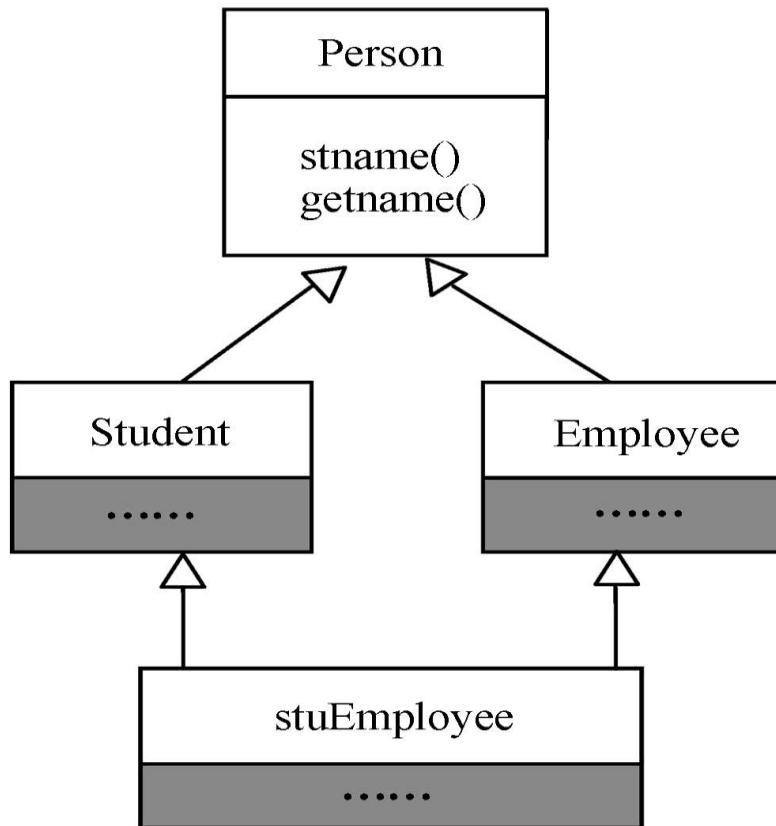 Person
stname()
getname()
Student
Employee
......
......
stuEmployee
......